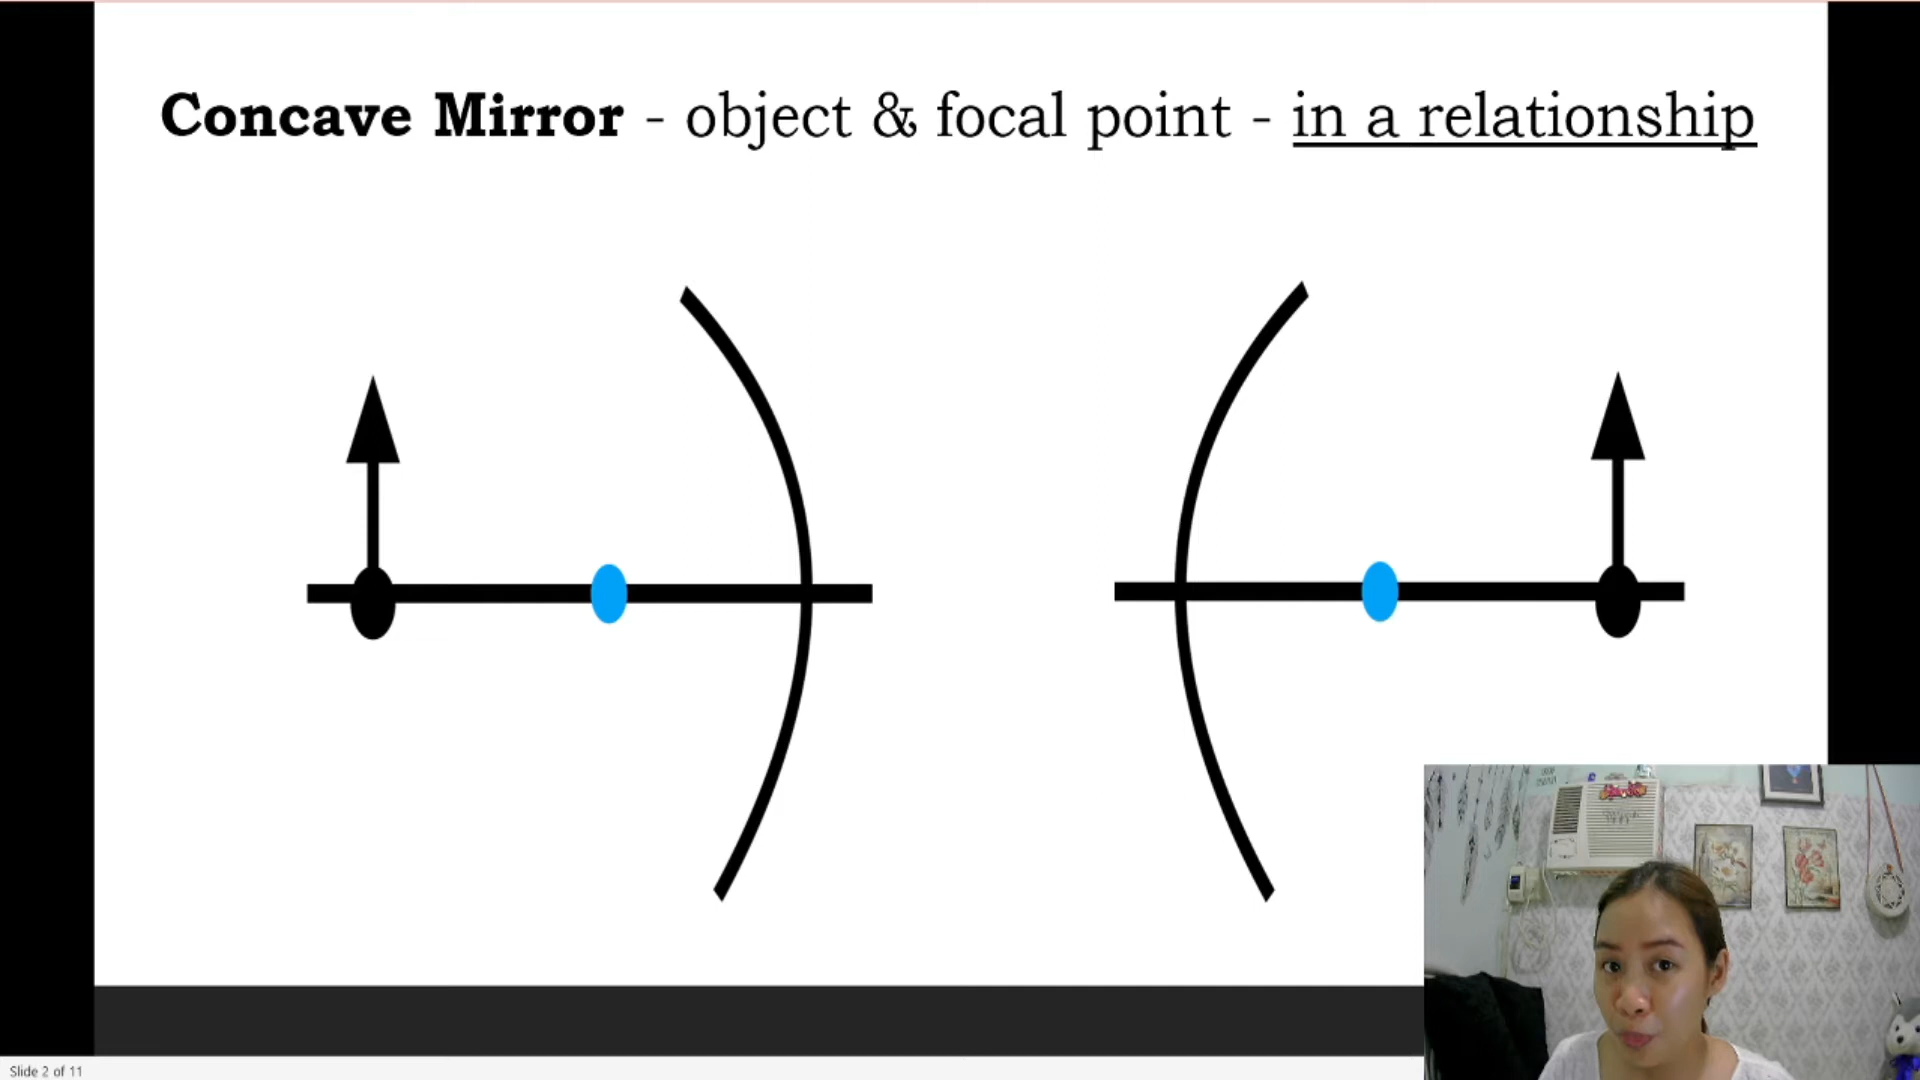 Concave Mirror - object & focal point - in a relationship
Slide 2 of 11